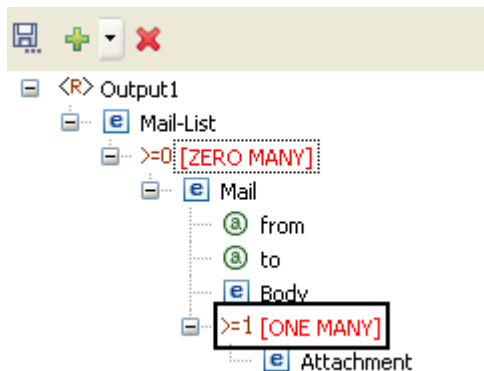 <R> Output1
e Mail-List
>=0 [ZERO MANY]
e Mail
a from
a to
e Body
>=1 [ONE MANY]
e Attachment